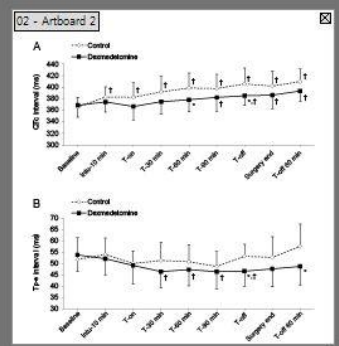 02 - Artboard 2
A
Control
Dexmedetomine
QTc interval (ms)
440
420
400
380
360
340
320
300
Baseline
Intu-10 min
T-on
T-30 min
T-60 min
T-90 min
T-off
Surgery end
T-off 60 min
B
Control
Dexmedetomine
Tp-e interval (ms)
70
65
60
55
50
45
40
35
30
Baseline
Intu-10 min
T-on
T-30 min
T-60 min
T-90 min
T-off
Surgery end
T-off 60 min